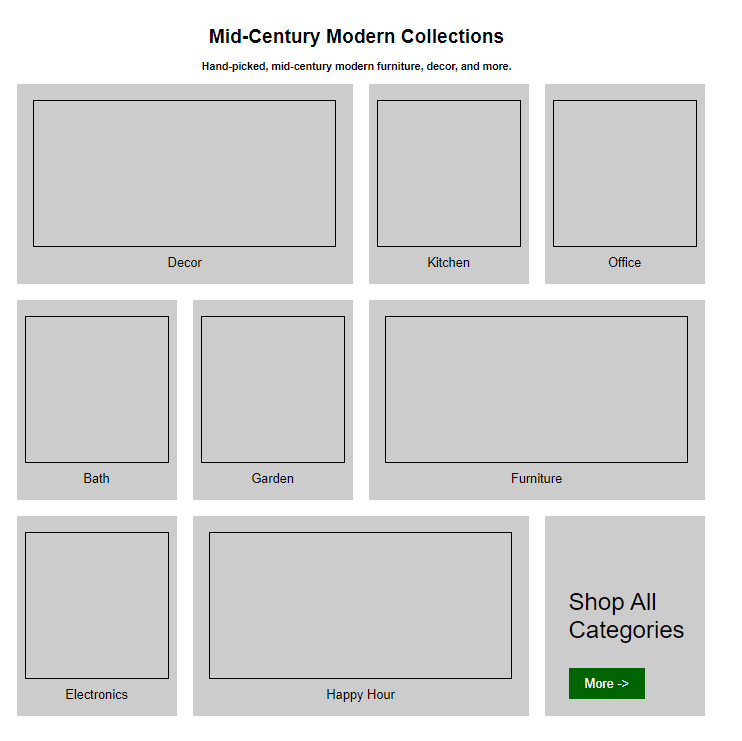 Mid-Century Modern Collections
Hand-picked, mid-century modern furniture, decor, and more.
Decor
Kitchen
Office
Bath
Garden
Furniture
Electronics
Happy Hour
Shop All
Categories
More ->